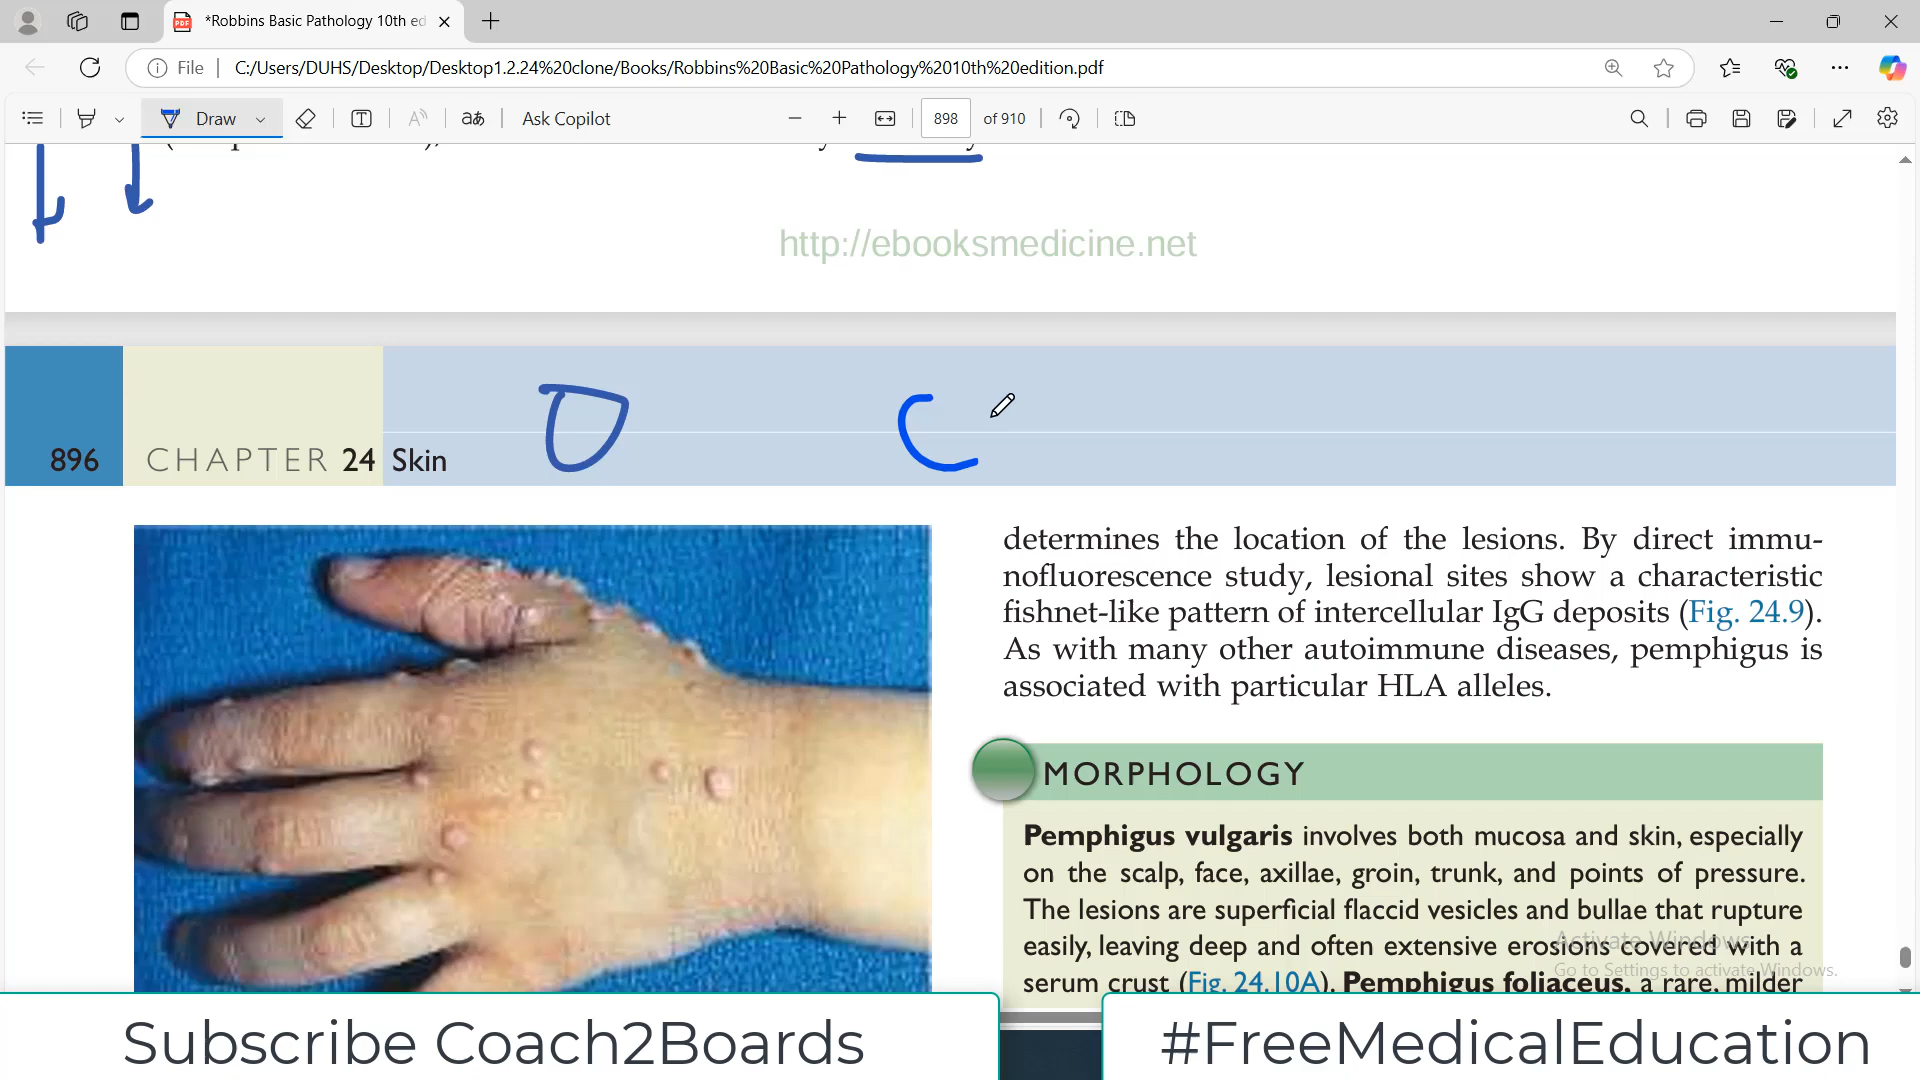 *Robbins Basic Pathology 10th ed
File
C:/Users/DUHS/Desktop/Desktop1.2.24%20clone/Books/Robbins%20Basic%20Pathology%2010th%20edition.pdf
Draw
Ask Copilot
898 of 910
http://ebooksmedicine.net
896 CHAPTER 24 Skin
D C
determines the location of the lesions. By direct immu-
nofluorescence study, lesional sites show a characteristic
fishnet-like pattern of intercellular IgG deposits (Fig. 24.9).
As with many other autoimmune diseases, pemphigus is
associated with particular HLA alleles.
MORPHOLOGY
Pemphigus vulgaris involves both mucosa and skin, especially
on the scalp, face, axillae, groin, trunk, and points of pressure.
The lesions are superficial flaccid vesicles and bullae that rupture
easily, leaving deep and often extensive erosions covered with a
serum crust (Fig. 24.10A). Pemphigus foliaceus, a rare, milder
Activate Windows
Go to Settings to activate Windows.
Subscribe Coach2Boards
#FreeMedicalEducation